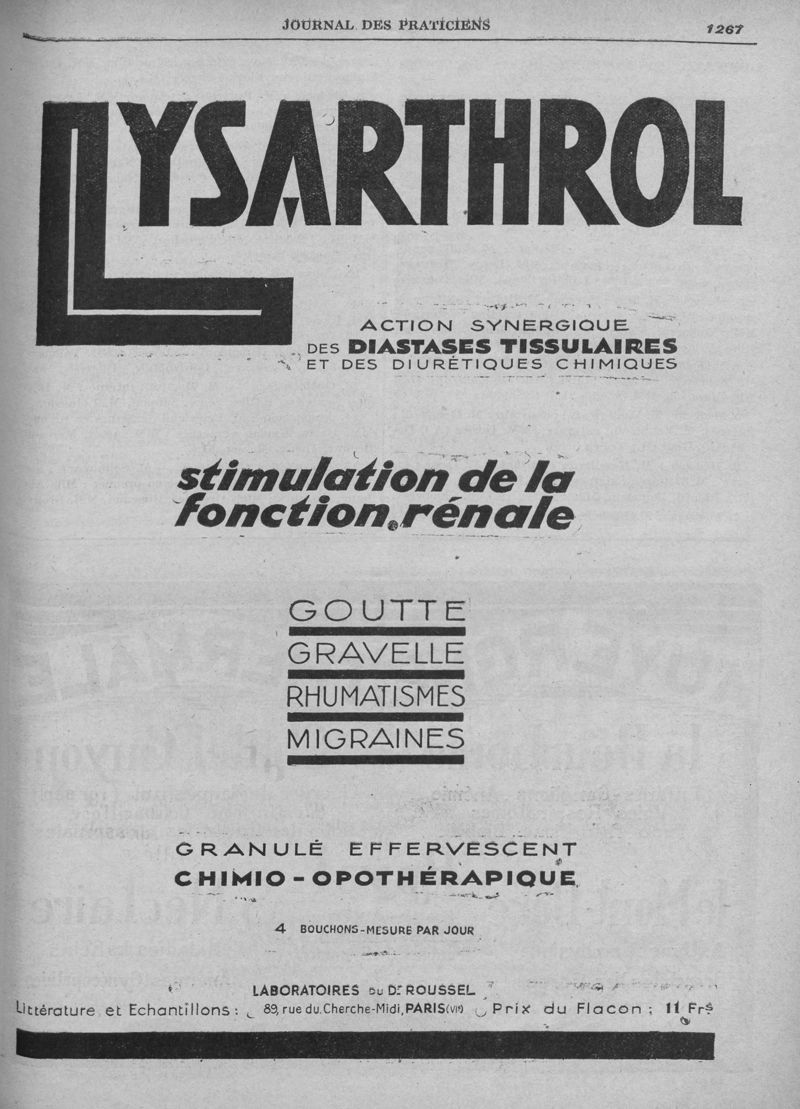 JOURNAL DES PRATICIENS
1267
LYSARTHROL
ACTION SYNERGIQUE
DES DIASTASES TISSULAIRES
ET DES DIURÉTIQUES CHIMIQUES
stimulation de la
fonction rénale
GOUTTE
GRAVELLE
RHUMATISMES
MIGRAINES
GRANULÉ EFFERVESCENT
CHIMIO-OPOTHÉRAPIQUE
4 BOUCHONS-MESURE PAR JOUR
LABORATOIRES DU Dr ROUSSEL
Littérature et Echantillons : 89, rue du Cherche-Midi, PARIS (VIe) Prix du Flacon : 11 Frs